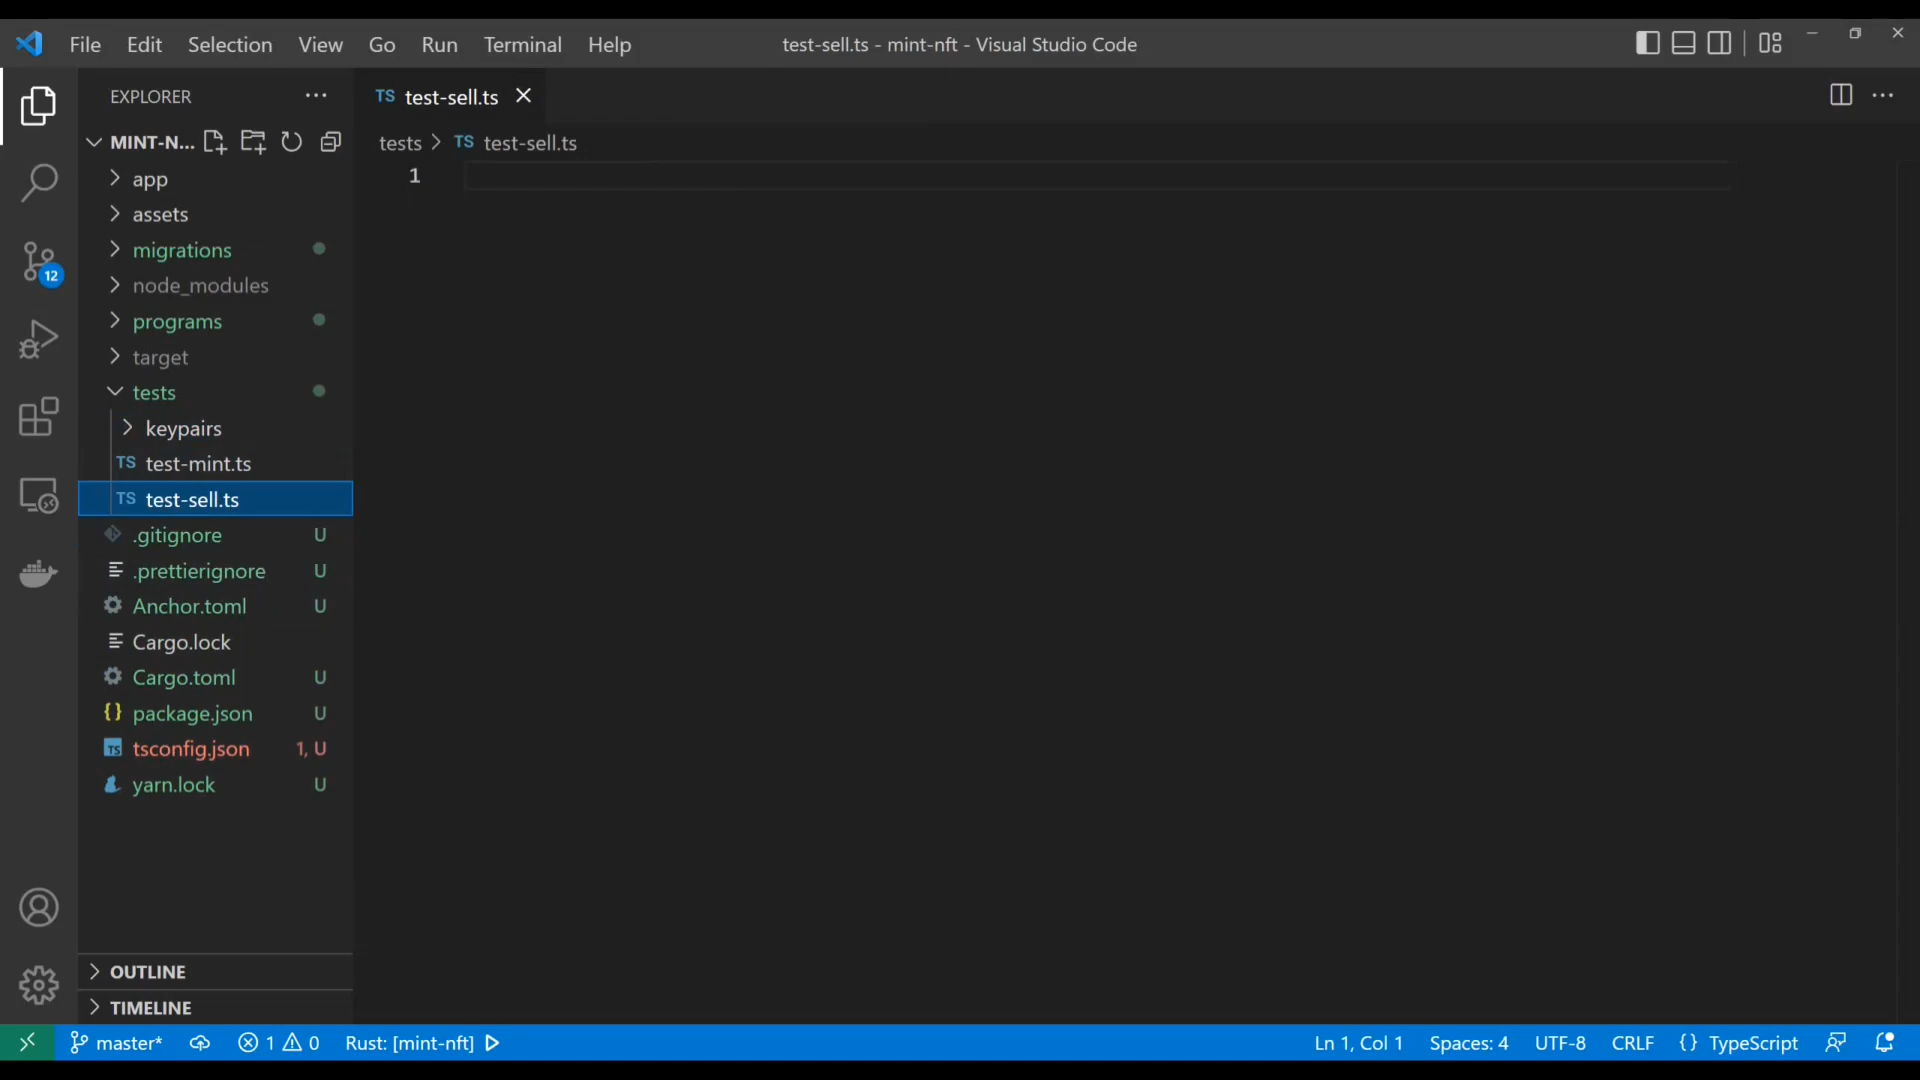 File Edit Selection View Go Run Terminal Help test-sell.ts - mint-nft - Visual Studio Code
EXPLORER
TS test-sell.ts
MINT-N...
tests > TS test-sell.ts
1
app
assets
migrations
node_modules
programs
target
tests
keypairs
TS test-mint.ts
TS test-sell.ts
.gitignore U
.prettierignore U
Anchor.toml U
Cargo.lock
Cargo.toml U
{} package.json U
TS tsconfig.json 1, U
yarn.lock U
12
OUTLINE
TIMELINE
master* 1 0 Rust: [mint-nft] Ln 1, Col 1 Spaces: 4 UTF-8 CRLF {} TypeScript